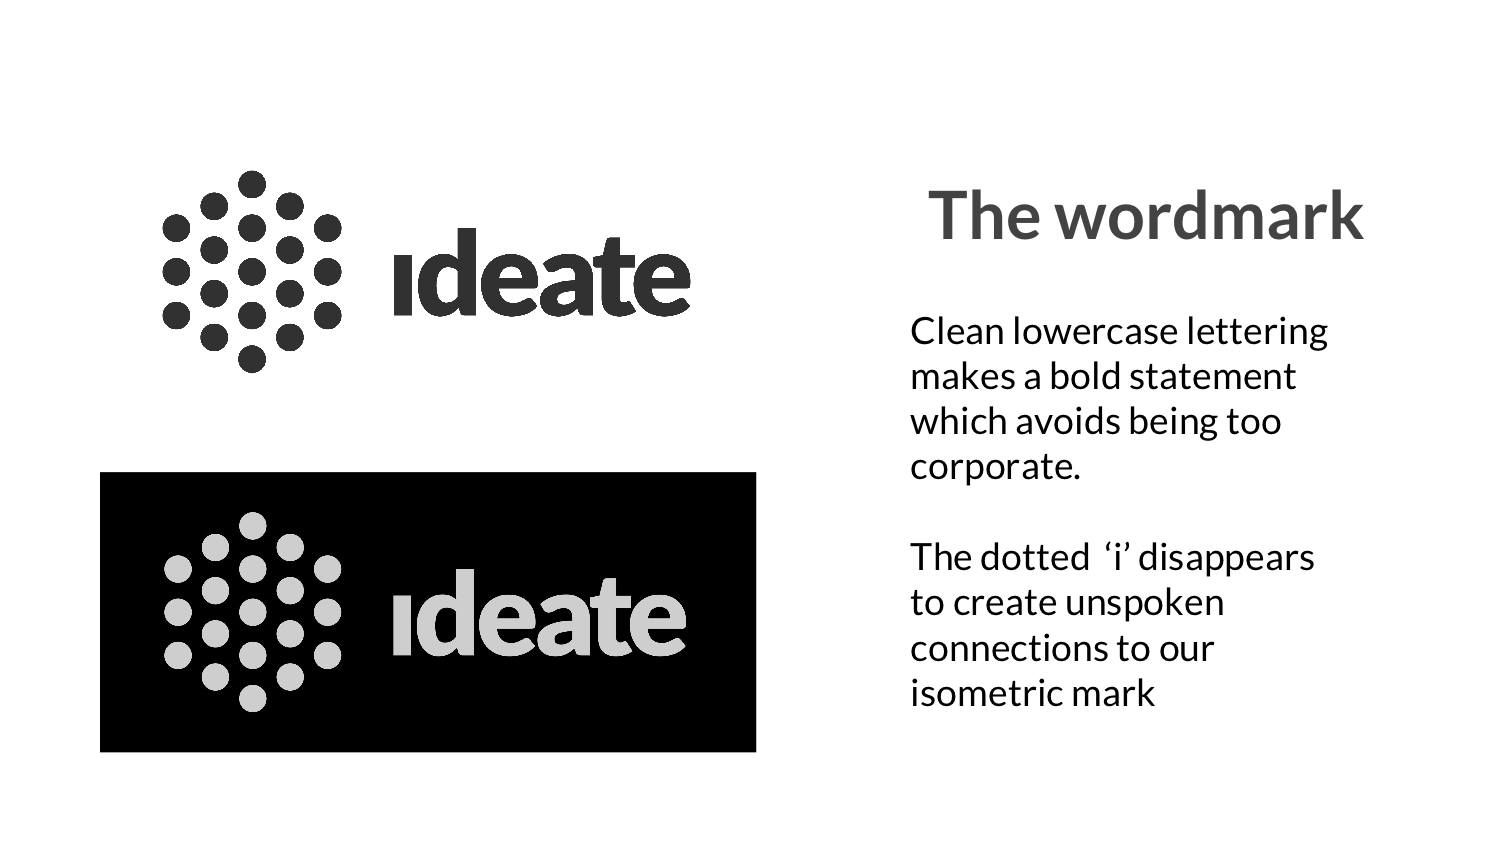 ıdeate
ıdeate
The wordmark
Clean lowercase lettering
makes a bold statement
which avoids being too
corporate.
The dotted ‘i’ disappears
to create unspoken
connections to our
isometric mark